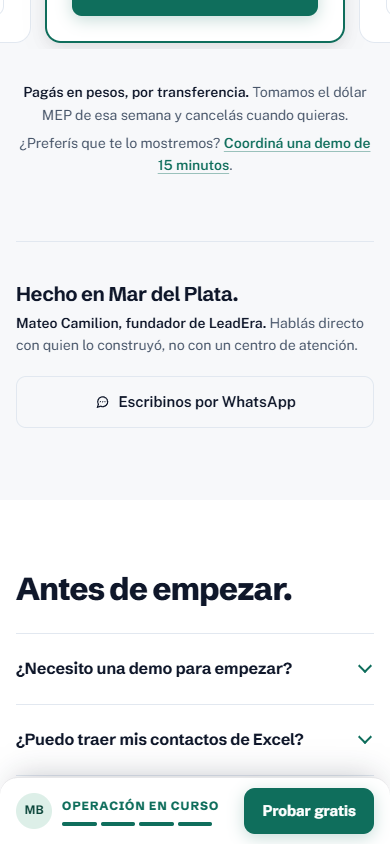 Pagás en pesos, por transferencia. Tomamos el dólar
MEP de esa semana y cancelás cuando quieras.
¿Preferís que te lo mostremos? Coordiná una demo de
15 minutos.
Hecho en Mar del Plata.
Mateo Camilion, fundador de LeadEra. Hablás directo
con quien lo construyó, no con un centro de atención.
Escribinos por WhatsApp
Antes de empezar.
¿Necesito una demo para empezar?
¿Puedo traer mis contactos de Excel?
MB
OPERACIÓN EN CURSO
Probar gratis